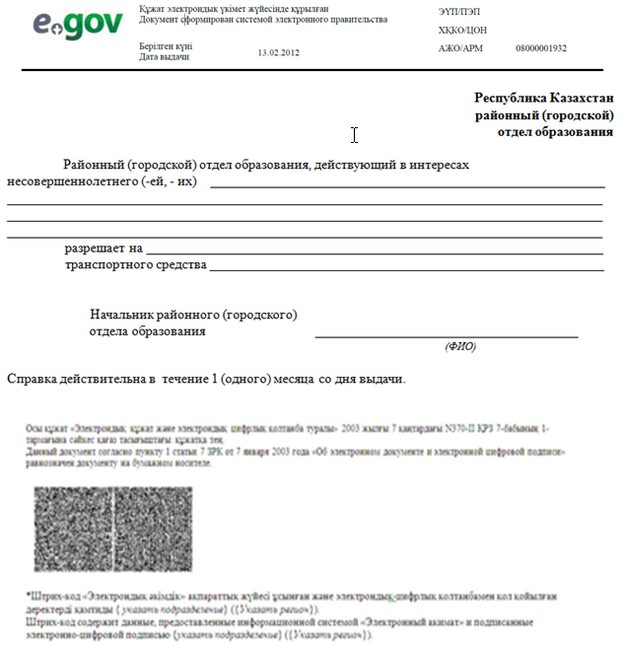 e.gov
Құжат электрондық үкімет жүйесінде құрылған
Документ сформирован системой электронного правительства
Берілген күні
Дата выдачи
13.02.2012
ЭҮП/ПЭП
ХҚКО/ЦОН
АЖО/АРМ 08000001932
Республика Казахстан
районный (городской)
отдел образования
Районный (городской) отдел образования, действующий в интересах
несовершеннолетнего (-ей, - их)
разрешает на
транспортного средства
Начальник районного (городского)
отдела образования
(ФИО)
Справка действительна в течение 1 (одного) месяца со дня выдачи.
Осы құжат «Электрондық құжат және электрондық цифрлық қолтаңба туралы» 2003 жылғы 7 қаңтардағы N370-II ҚРЗ 7-бабының 1-
тармағына сәйкес қағаз тасығыштағы құжатқа тең.
Данный документ согласно пункту 1 статьи 7 ЗРК от 7 января 2003 года «Об электронном документе и электронной цифровой подписи»
равнозначен документу на бумажном носителе.
*Штрих-код «Электрондық әкімдік» ақпараттық жүйесі ұсынған және электрондық-цифрлық қолтаңбамен қол қойылған
деректерді қамтиды ( указать подразделение) ({Указать регион}).
Штрих-код содержит данные, предоставленные информационной системой «Электронный акимат» и подписанные
электронно-цифровой подписью (указать подразделение) ({Указать регион}).